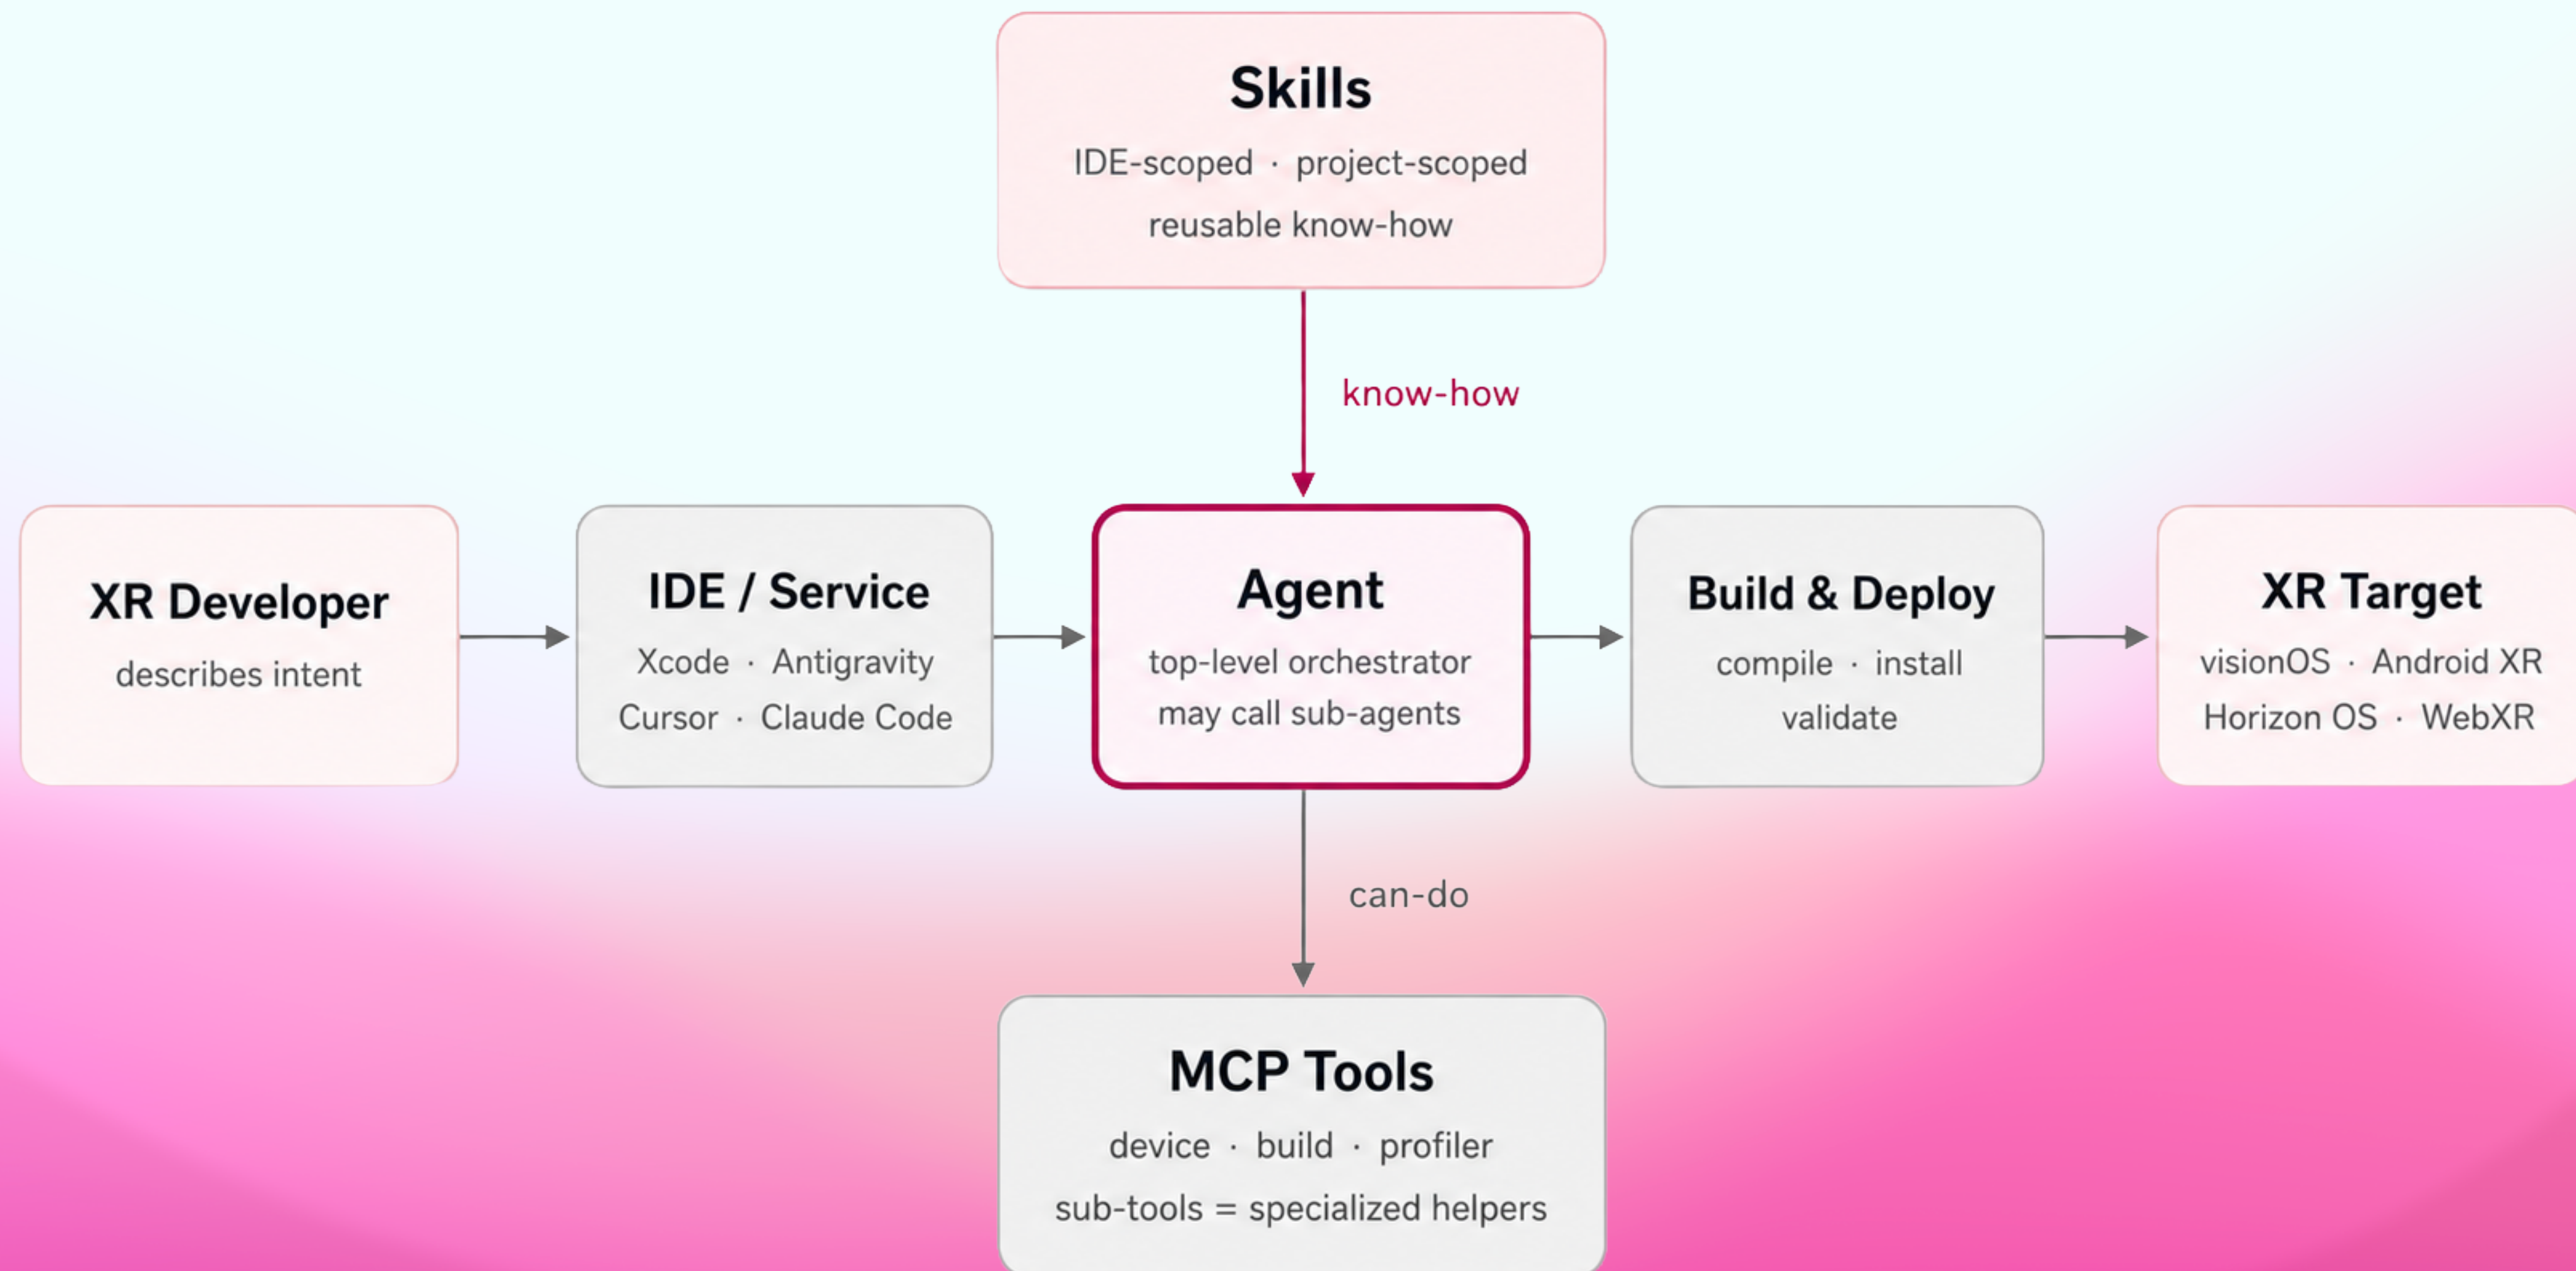 Skills
IDE-scoped · project-scoped
reusable know-how
know-how
XR Developer
describes intent
IDE / Service
Xcode · Antigravity
Cursor · Claude Code
Agent
top-level orchestrator
may call sub-agents
Build & Deploy
compile · install
validate
XR Target
visionOS · Android XR
Horizon OS · WebXR
can-do
MCP Tools
device · build · profiler
sub-tools = specialized helpers